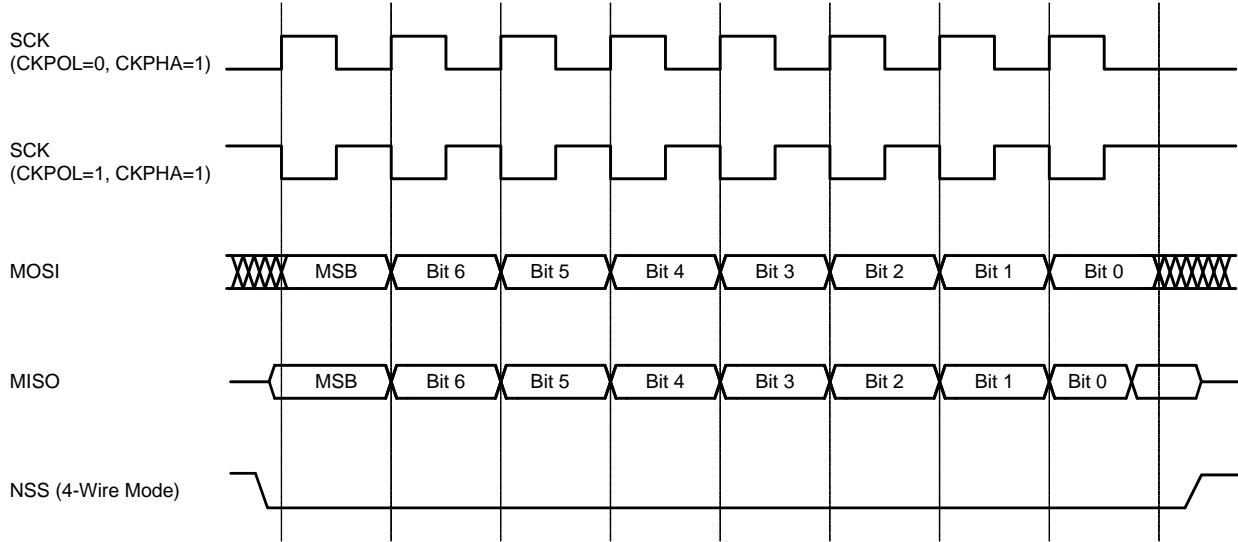 SCK
(CKPOL=0, CKPHA=1)
SCK
(CKPOL=1, CKPHA=1)
MOSI MSB Bit 6 Bit 5 Bit 4 Bit 3 Bit 2 Bit 1 Bit 0
MISO MSB Bit 6 Bit 5 Bit 4 Bit 3 Bit 2 Bit 1 Bit 0
NSS (4-Wire Mode)